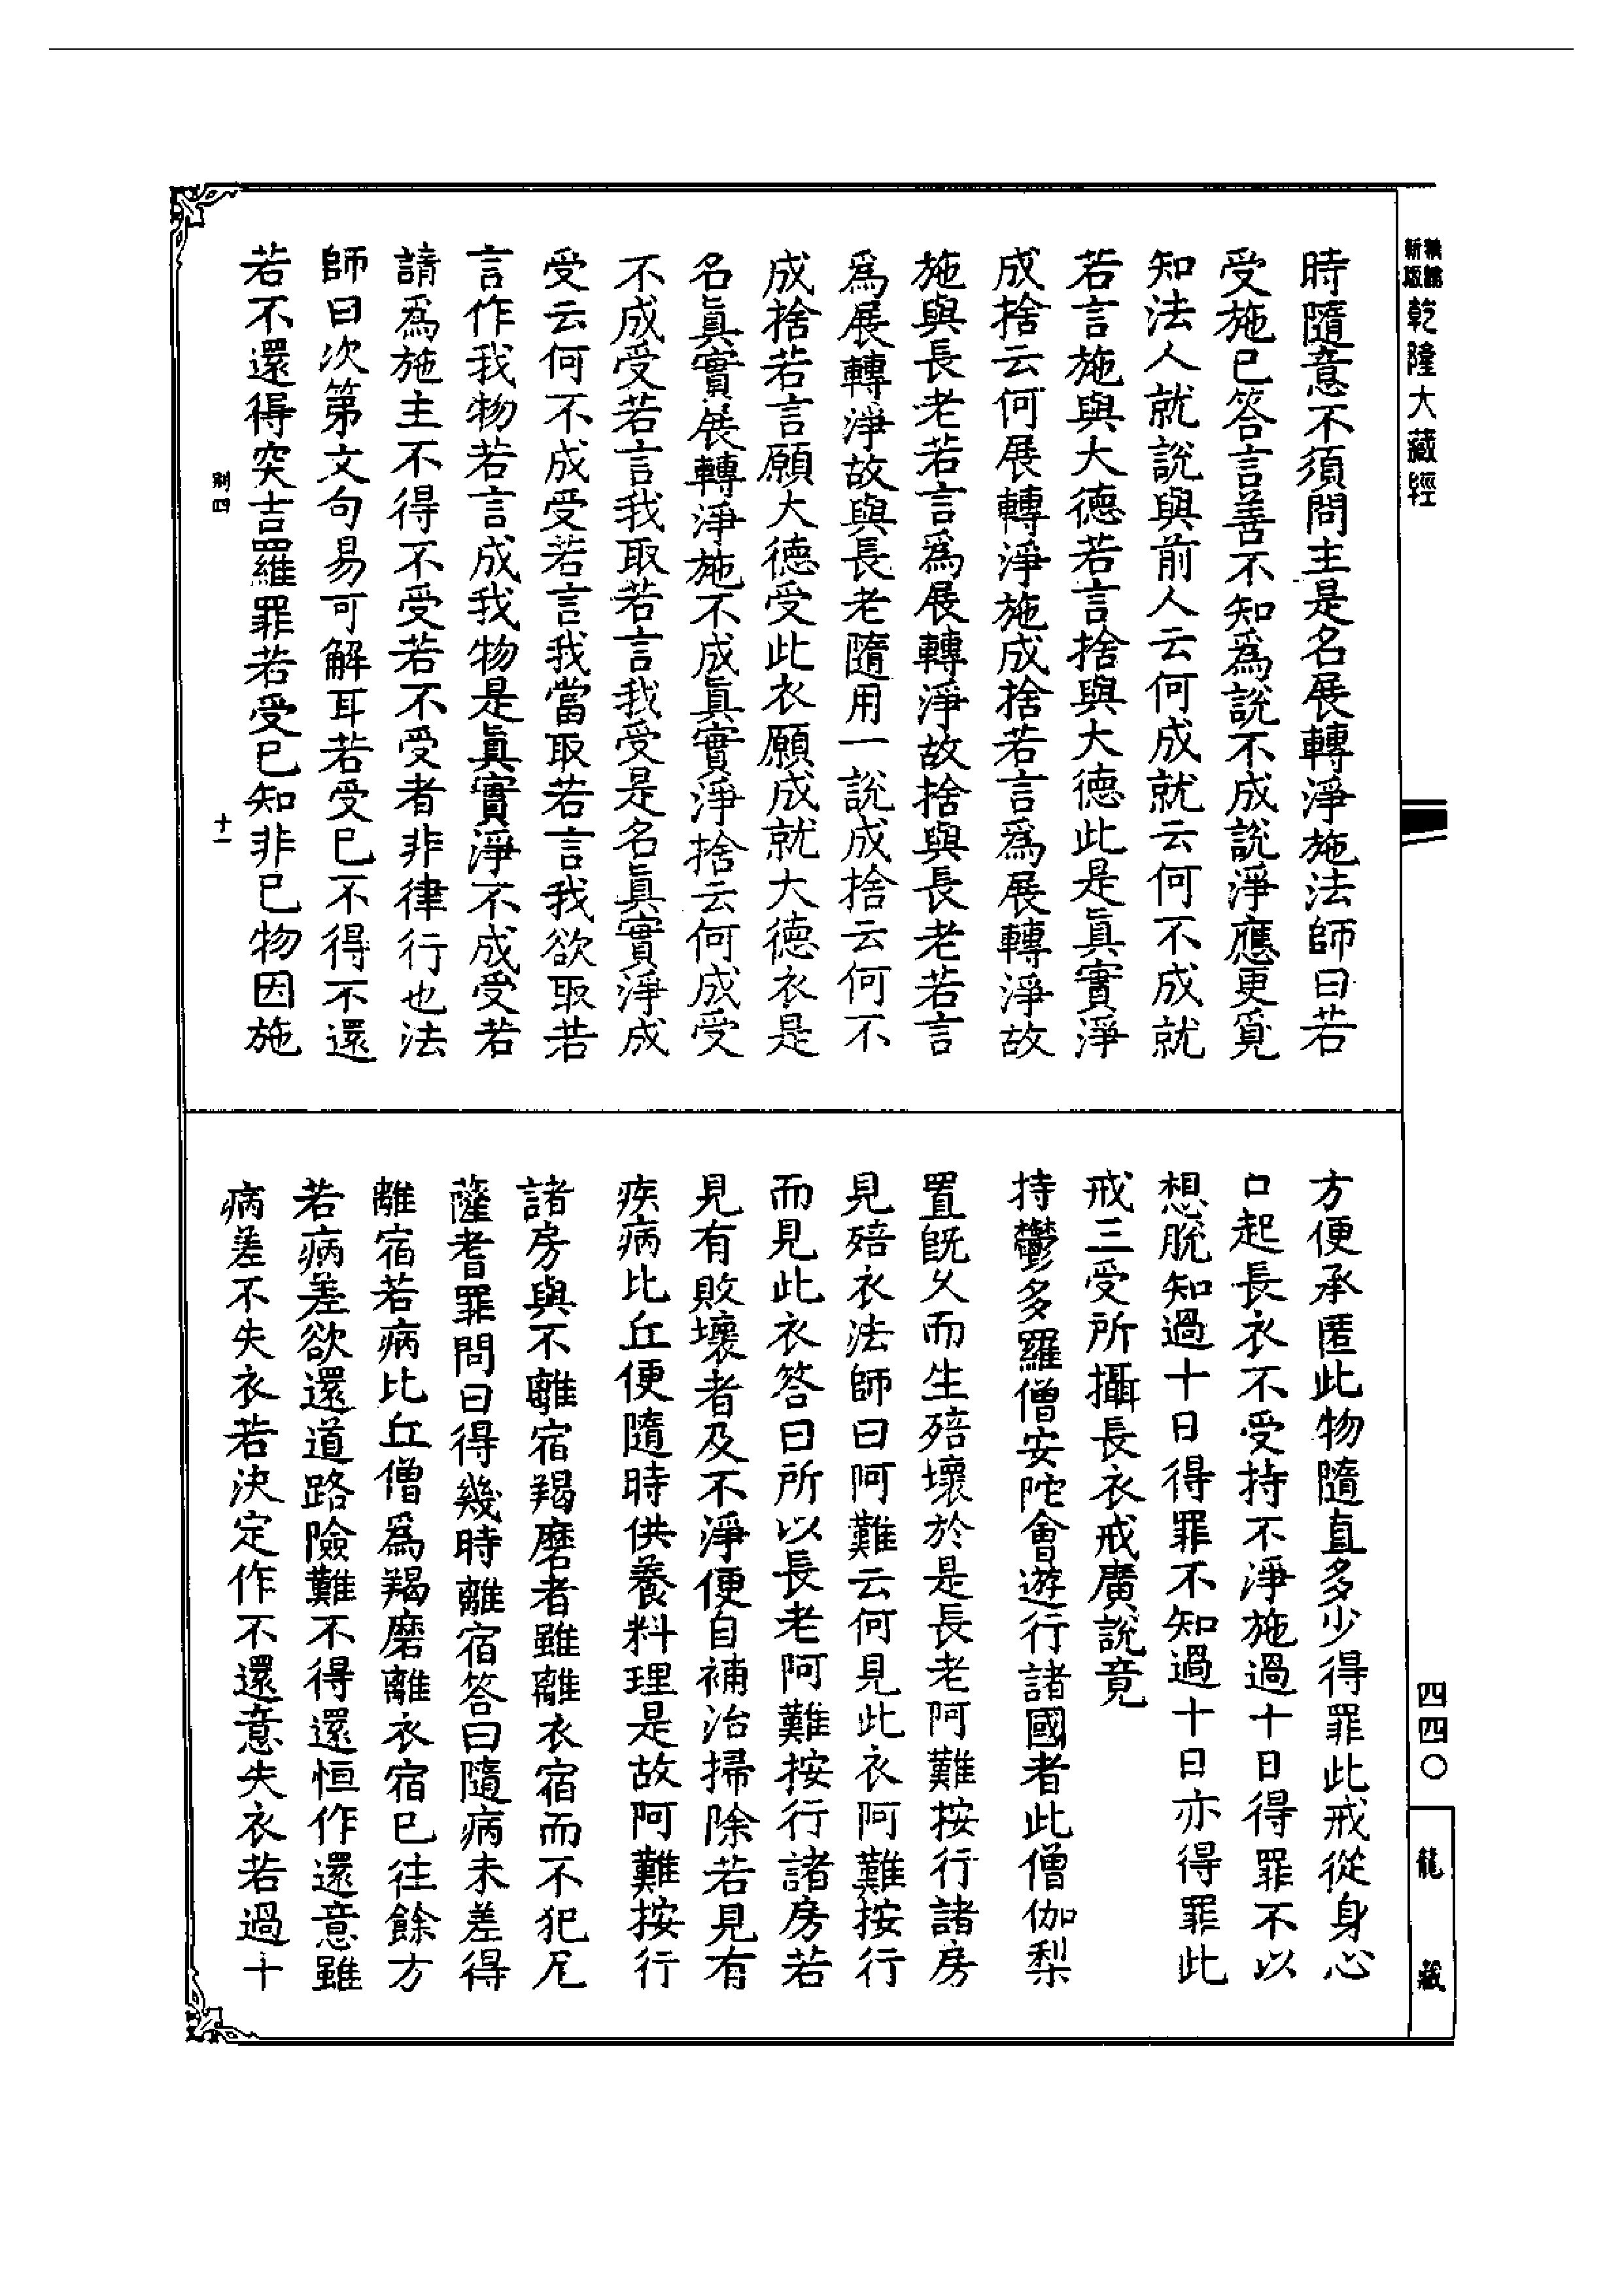 新版
精鐫
乾隆大藏經
時隨意不須問主是名展轉淨施法師曰若
受施已答言善不知為說不成說淨應更覓
知法人就說與前人云何成就云何不成就
若言施與大德若言捨與大德此是眞實淨
成捨云何展轉淨施成捨若言爲展轉淨故
施與長老若言爲展轉淨故捨與長老若言
爲展轉淨故與長老隨用一說成捨云何不
成捨若言願大德受此衣願成就大德衣是
名眞實展轉淨施不成眞實淨捨云何成受
不成受若言我取若言我受是名眞實淨成
受云何不成受若言我當取若言我欲取若
言作我物若言成我物是眞實淨不成受若
請爲施主不得不受若不受者非律行也法
師曰次第文句易可解耳若受已不得不還
若不還得突吉羅罪若受已知非已物因施
別四
十一
方便承匿此物隨直多少得罪此戒從身心
口起長衣不受持不淨施過十日得罪不以
想脫知過十日得罪不知過十日亦得罪此
戒三受所攝長衣戒廣說竟
持鬱多羅僧安陀會遊行諸國者此僧伽梨
置旣久而生殕壞於是長老阿難按行諸房
見殕衣法師曰阿難云何見此衣阿難按行
而見此衣答曰所以長老阿難按行諸房若
見有敗壞者及不淨便自補治掃除若見有
疾病比丘便隨時供養料理是故阿難按行
諸房與不離宿羯磨者雖離衣宿而不犯尼
薩耆罪問曰得幾時離宿答曰隨病未差得
離宿若病比丘僧爲羯磨離衣宿已往餘方
若病差欲還道路險難不得還恒作還意雖
病差不失衣若決定作不還意失衣若過十
四四〇
龍藏